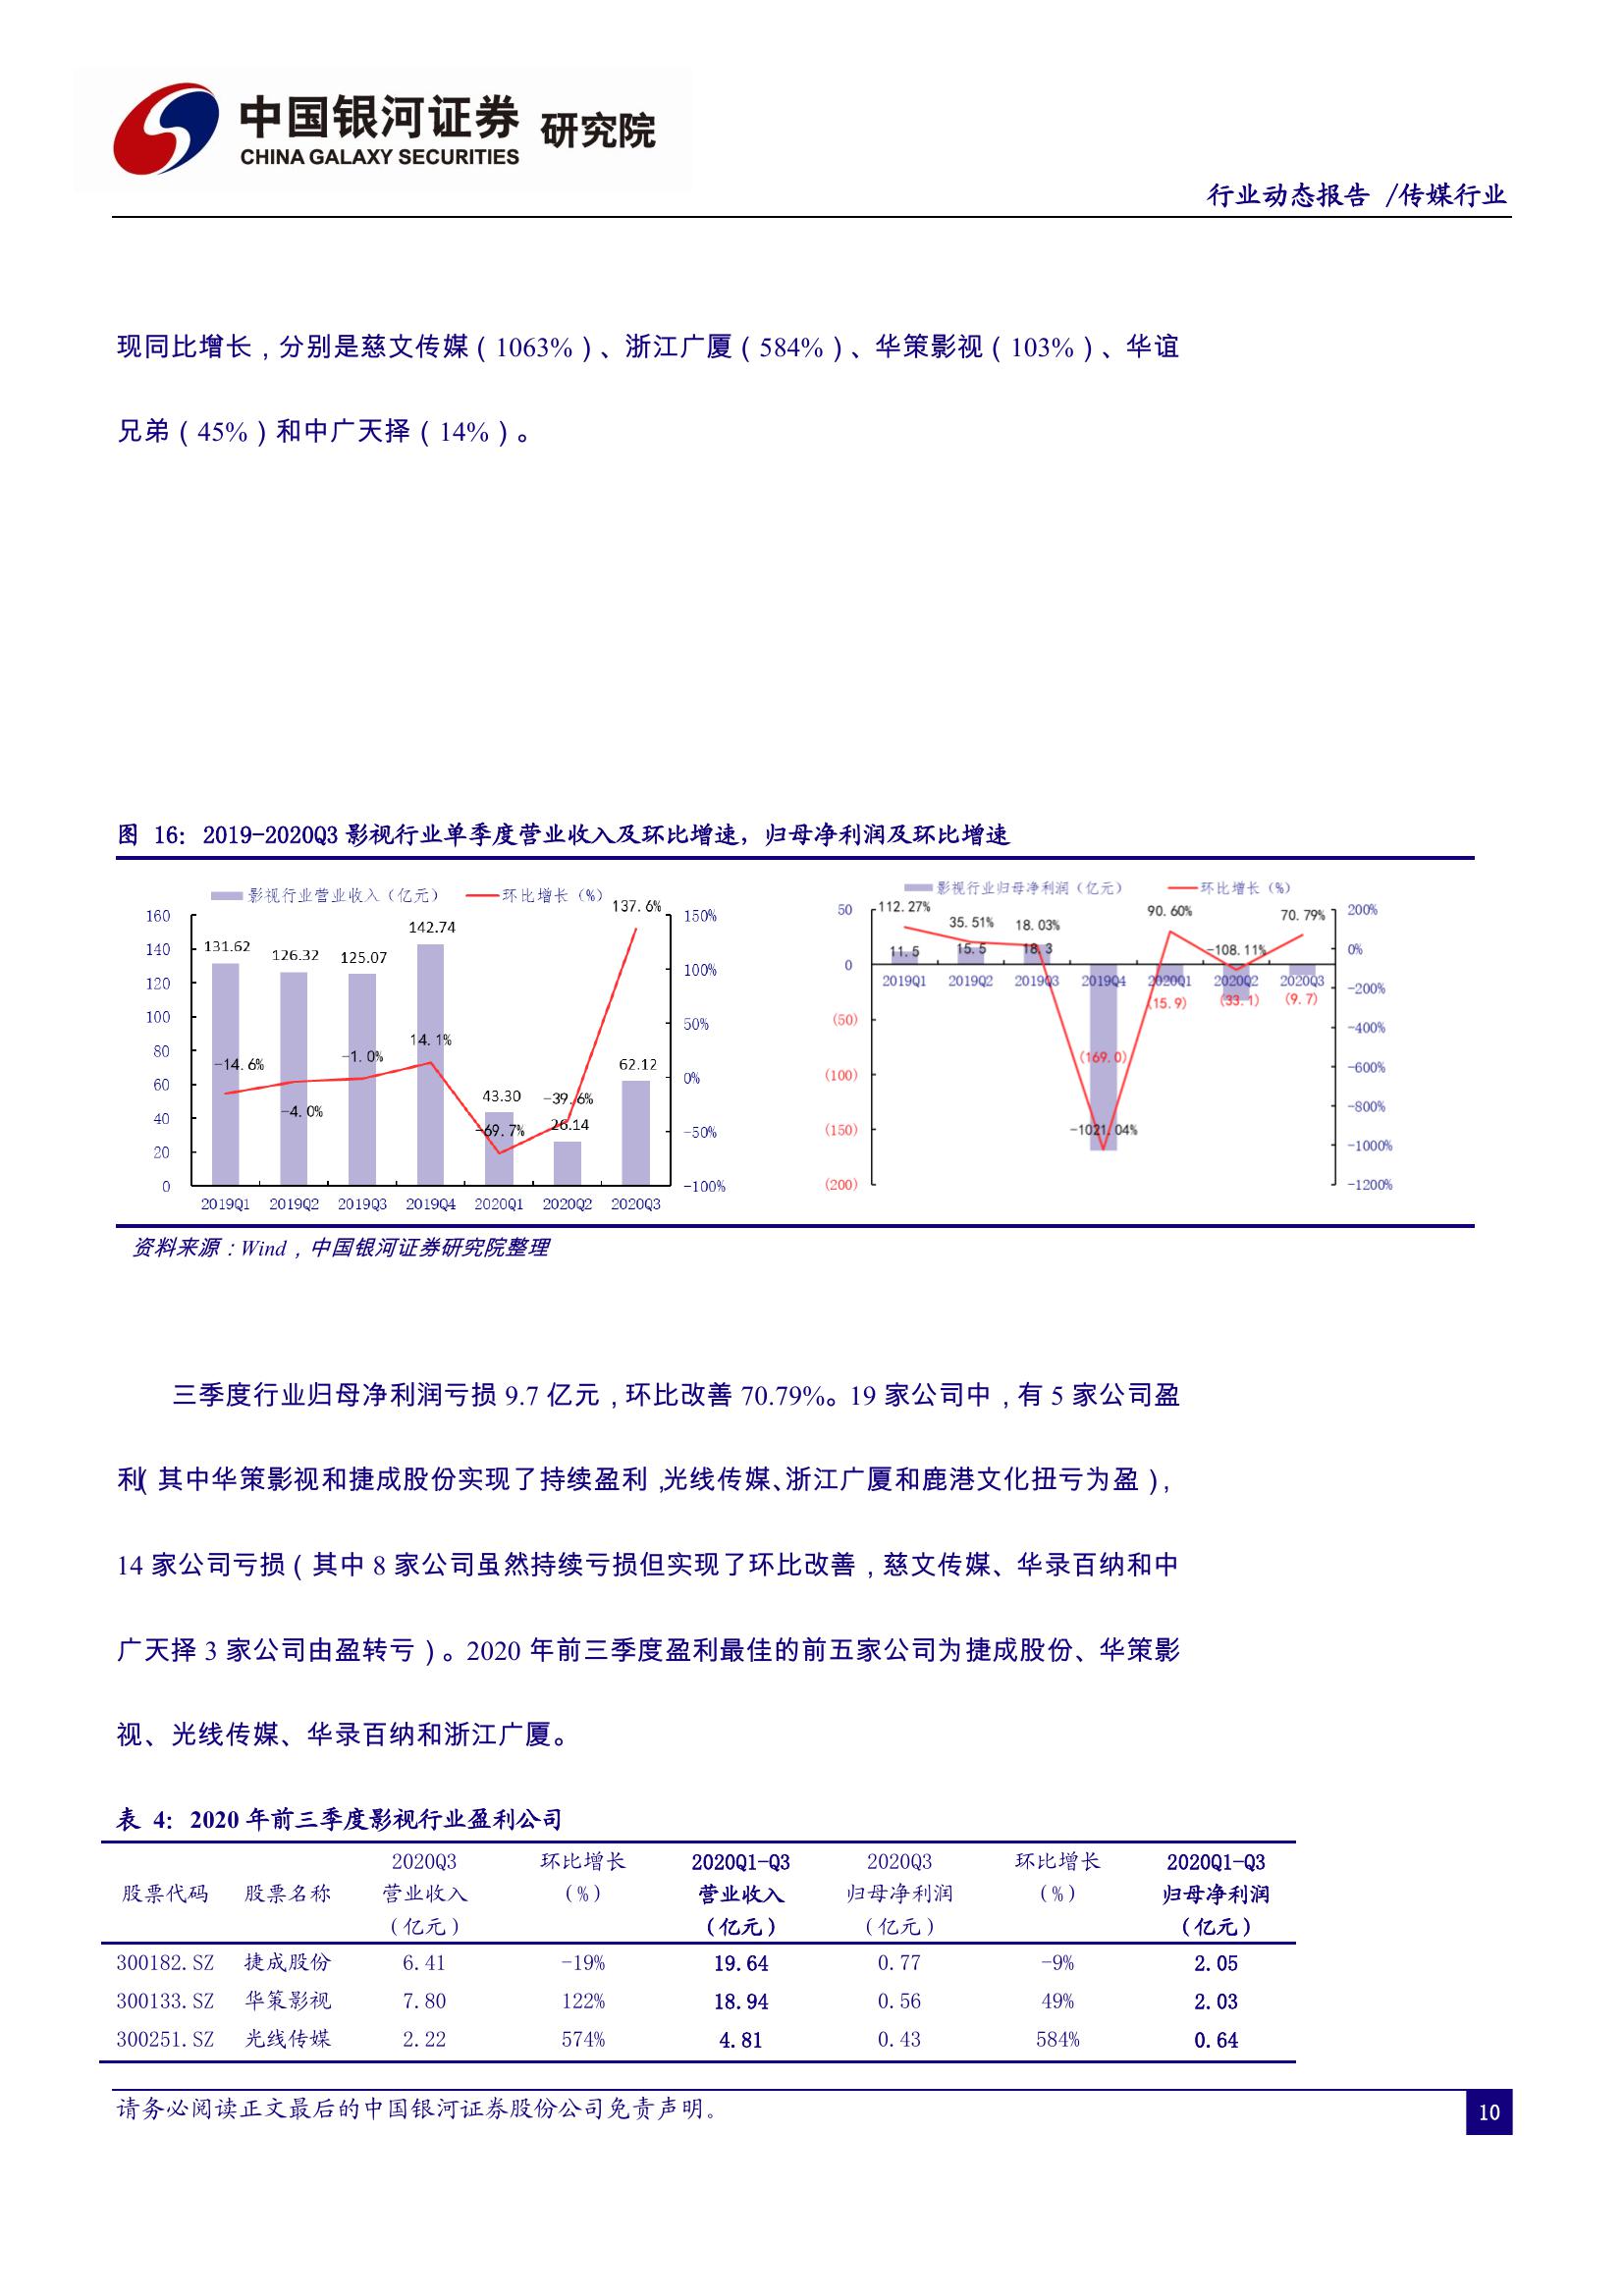 中国银河证券 研究院
CHINA GALAXY SECURITIES
行业动态报告 /传媒行业
现同比增长，分别是慈文传媒（1063%）、浙江广厦（584%）、华策影视（103%）、华谊
兄弟（45%）和中广天择（14%）。
图 16: 2019-2020Q3 影视行业单季度营业收入及环比增速，归母净利润及环比增速
影视行业营业收入（亿元） 环比增长（%）
160
140
120
100
80
60
40
20
0
131.62
126.32
125.07
142.74
43.30
26.14
62.12
-14.6%
-4.0%
-1.0%
14.1%
-69.7%
-39.6%
137.6%
150%
100%
50%
0%
-50%
-100%
2019Q1 2019Q2 2019Q3 2019Q4 2020Q1 2020Q2 2020Q3
影视行业归母净利润（亿元） 环比增长（%）
50
0
(50)
(100)
(150)
(200)
112.27%
35.51%
18.03%
-1021.04%
90.60%
-108.11%
70.79%
11.5
15.5
18.3
(169.0)
(15.9)
(33.1)
(9.7)
2019Q1 2019Q2 2019Q3 2019Q4 2020Q1 2020Q2 2020Q3
200%
0%
-200%
-400%
-600%
-800%
-1000%
-1200%
资料来源：Wind，中国银河证券研究院整理
三季度行业归母净利润亏损 9.7 亿元，环比改善 70.79%。19 家公司中，有 5 家公司盈
利（其中华策影视和捷成股份实现了持续盈利，光线传媒、浙江广厦和鹿港文化扭亏为盈），
14 家公司亏损（其中 8 家公司虽然持续亏损但实现了环比改善，慈文传媒、华录百纳和中
广天择 3 家公司由盈转亏）。2020 年前三季度盈利最佳的前五家公司为捷成股份、华策影
视、光线传媒、华录百纳和浙江广厦。
表 4: 2020 年前三季度影视行业盈利公司
2020Q3 环比增长 2020Q1-Q3 2020Q3 环比增长 2020Q1-Q3
股票代码 股票名称 营业收入 （%） 营业收入 归母净利润 （%） 归母净利润
（亿元） （亿元） （亿元） （亿元）
300182.SZ 捷成股份 6.41 -19% 19.64 0.77 -9% 2.05
300133.SZ 华策影视 7.80 122% 18.94 0.56 49% 2.03
300251.SZ 光线传媒 2.22 574% 4.81 0.43 584% 0.64
请务必阅读正文最后的中国银河证券股份公司免责声明。
10